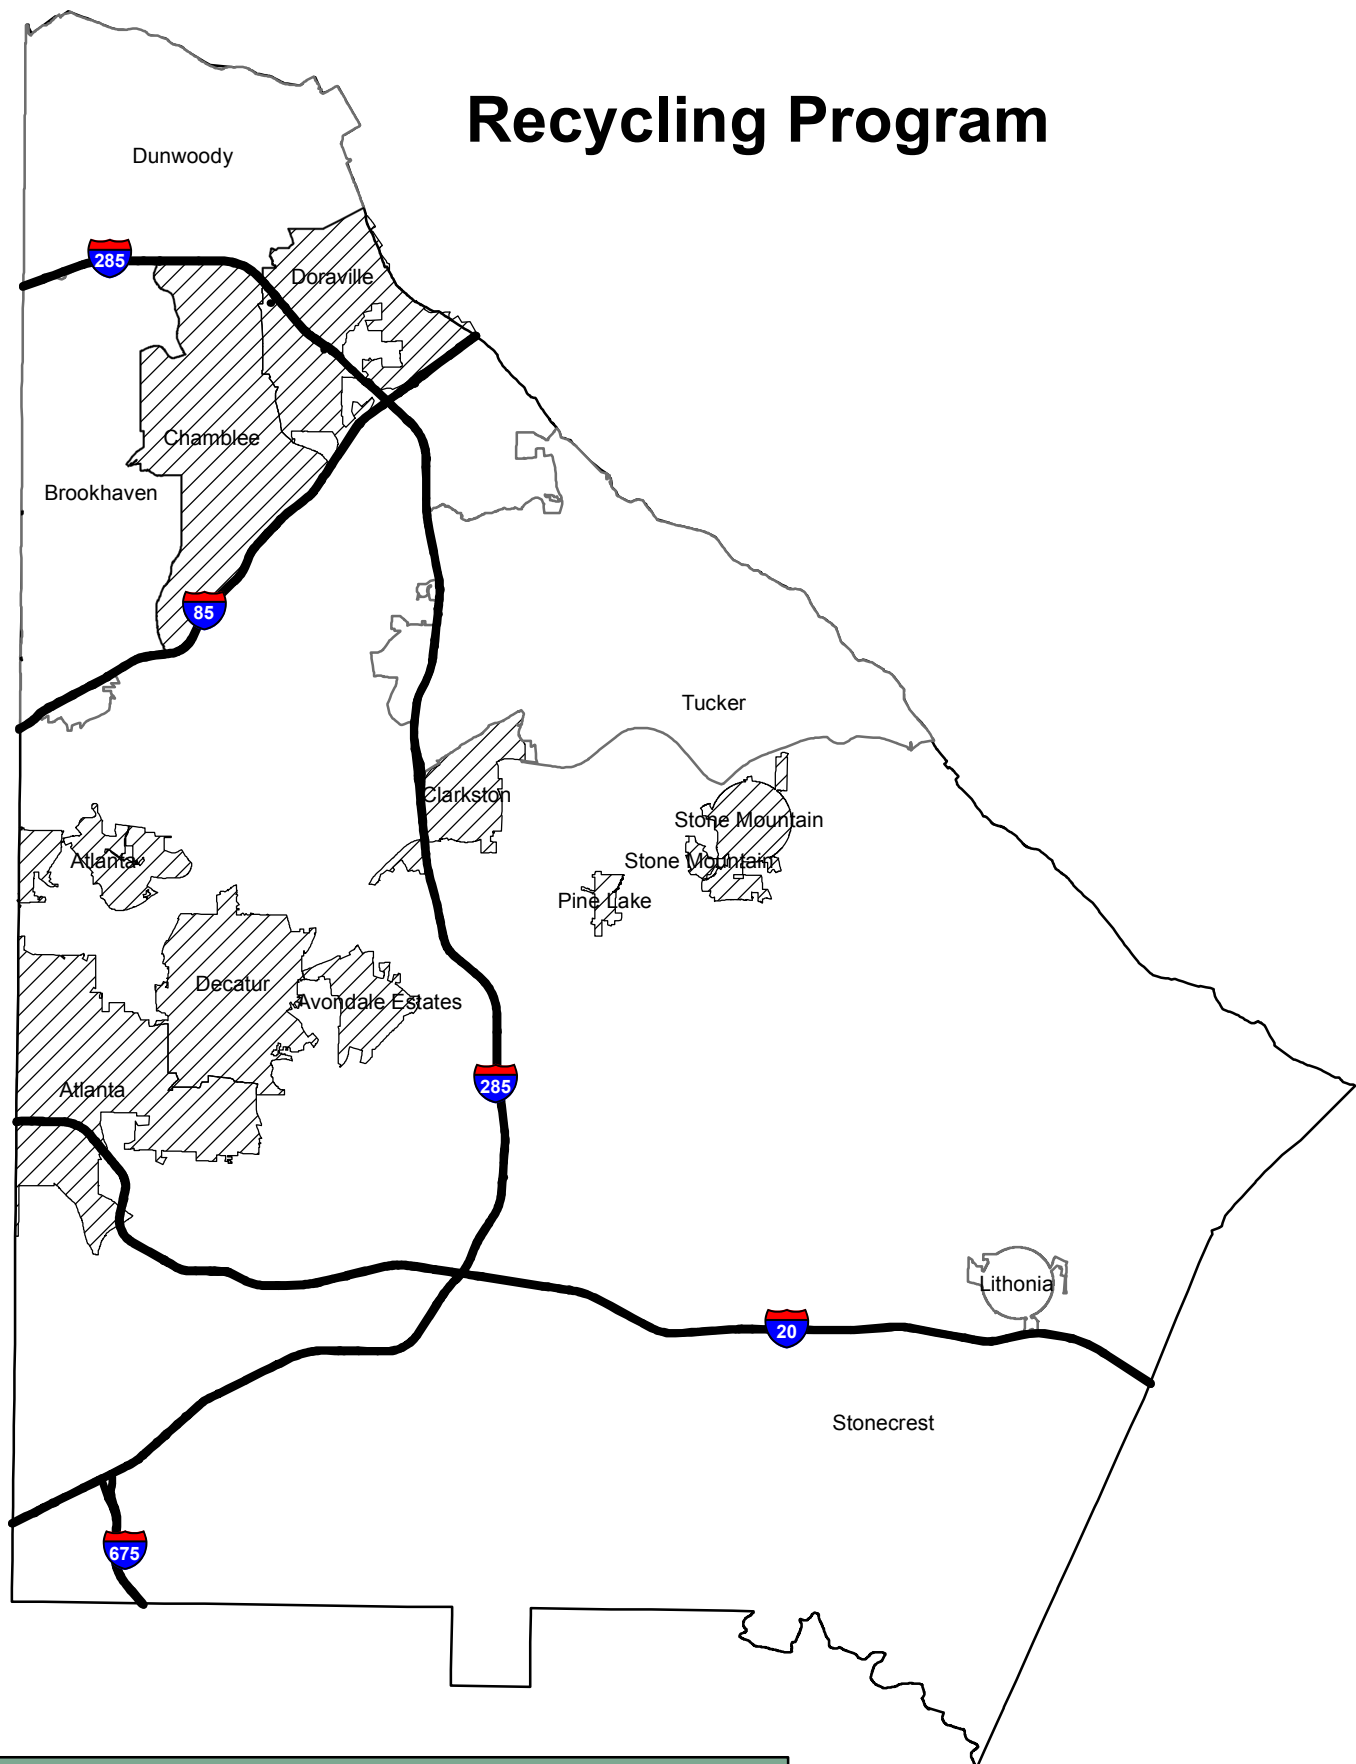 Recycling Program
Dunwoody
285
Doraville
Chamblee
Brookhaven
85
Tucker
Clarkston
Stone Mountain
Atlanta
Stone Mountain
Pine Lake
Decatur
Avondale Estates
285
Atlanta
Lithonia
20
Stonecrest
675